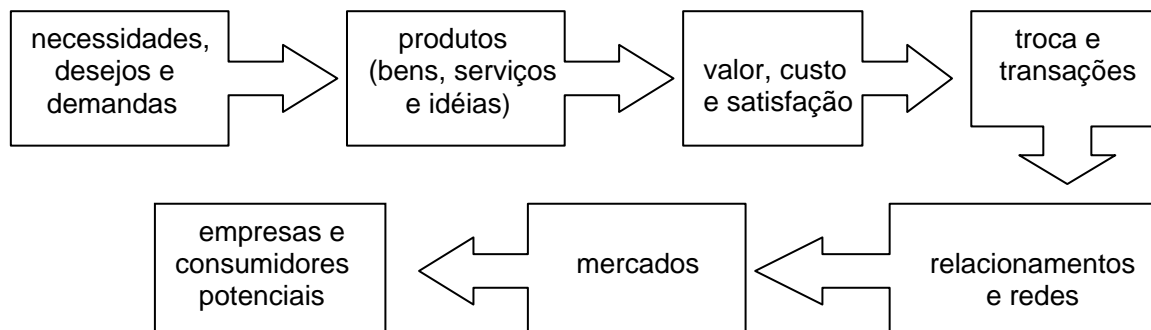 necessidades,
desejos e
demandas
produtos
(bens, serviços
e idéias)
valor, custo
e satisfação
troca e
transações
relacionamentos
e redes
mercados
empresas e
consumidores
potenciais